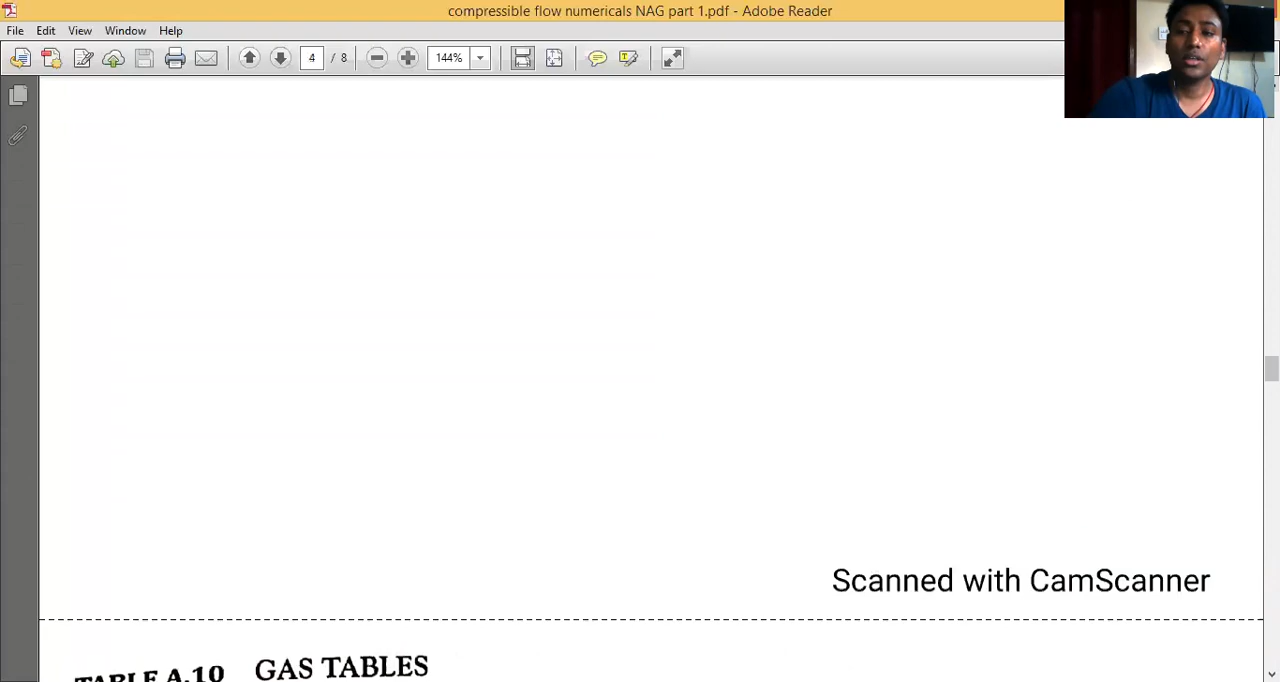 compressible flow numericals NAG part 1.pdf - Adobe Reader
File Edit View Window Help
4 / 8 144%
Scanned with CamScanner
TABLE A.10 GAS TABLES